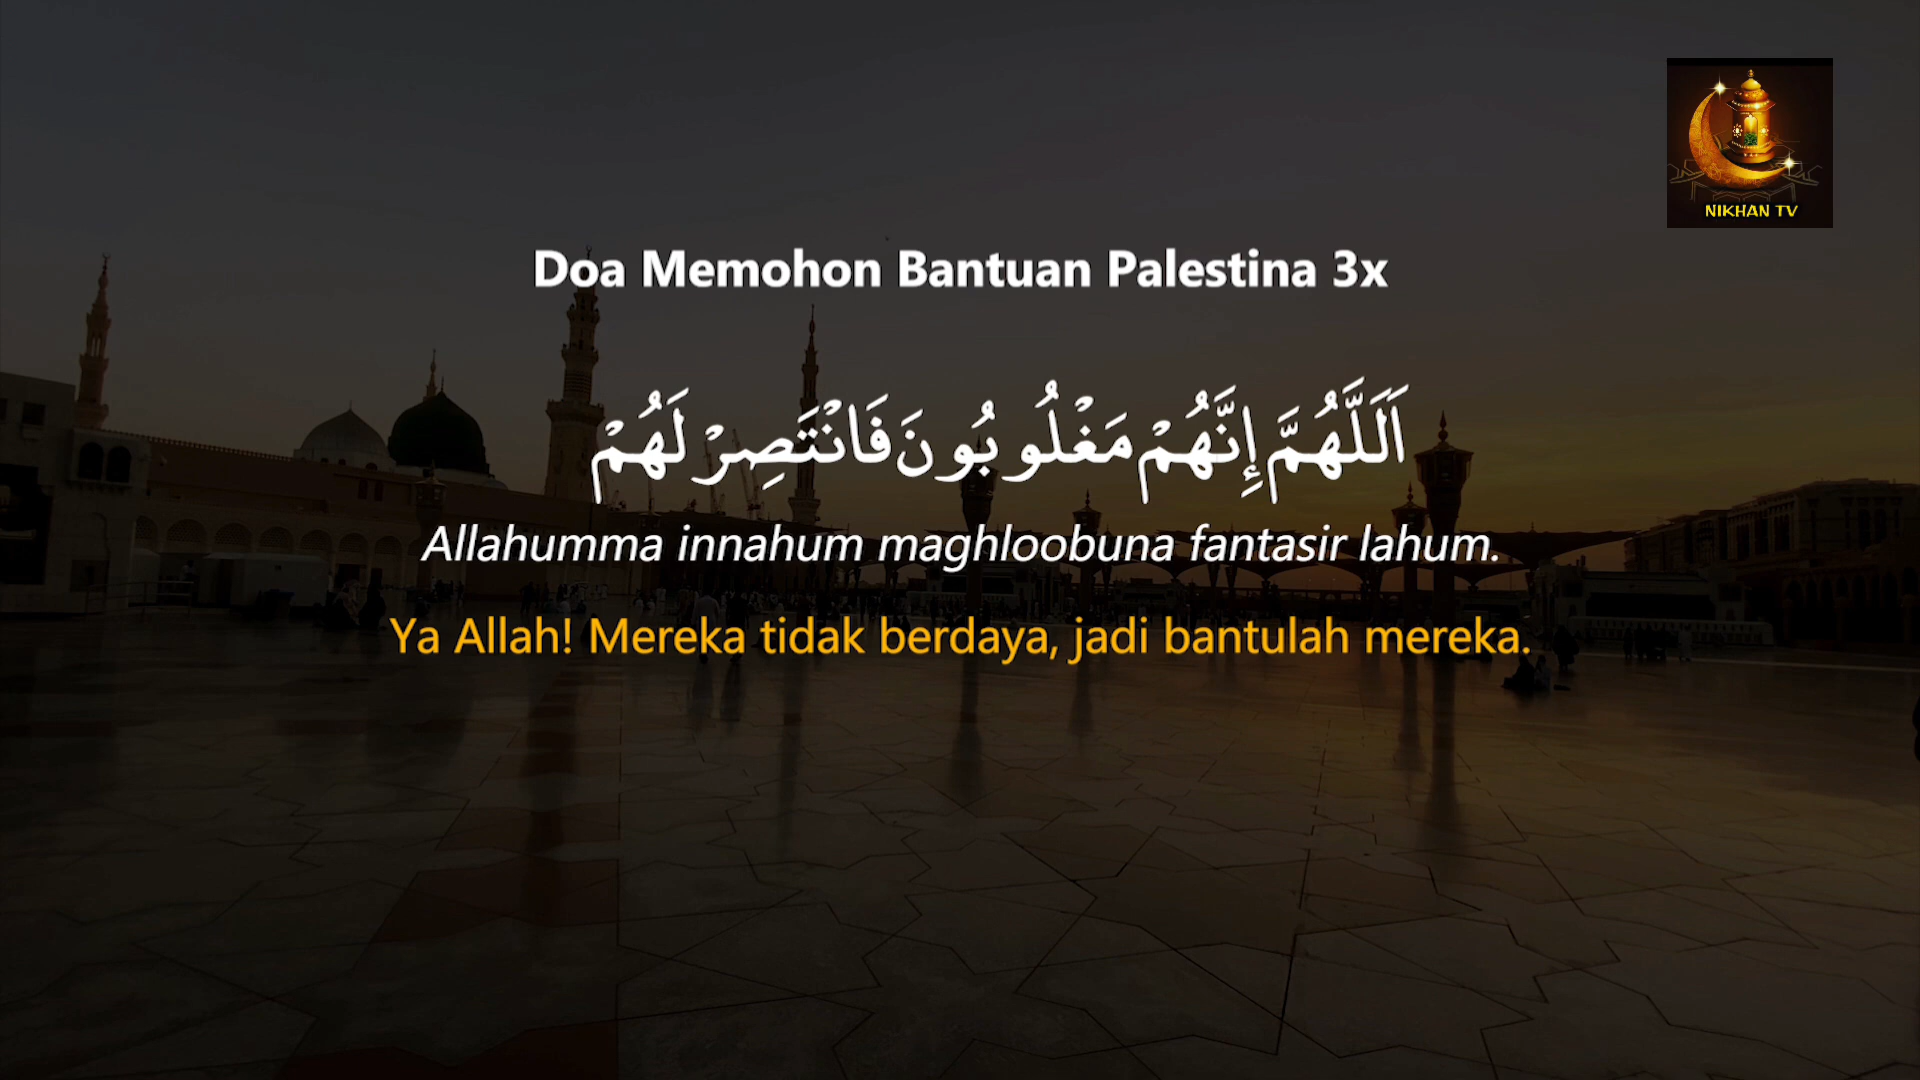 NIKHAN TV
Doa Memohon Bantuan Palestina 3x
اَللَّهُمَّ إِنَّهُمْ مَغْلُوبُونَ فَانْتَصِرْ لَهُمْ
Allahumma innahum maghloobuna fantasir lahum.
Ya Allah! Mereka tidak berdaya, jadi bantulah mereka.